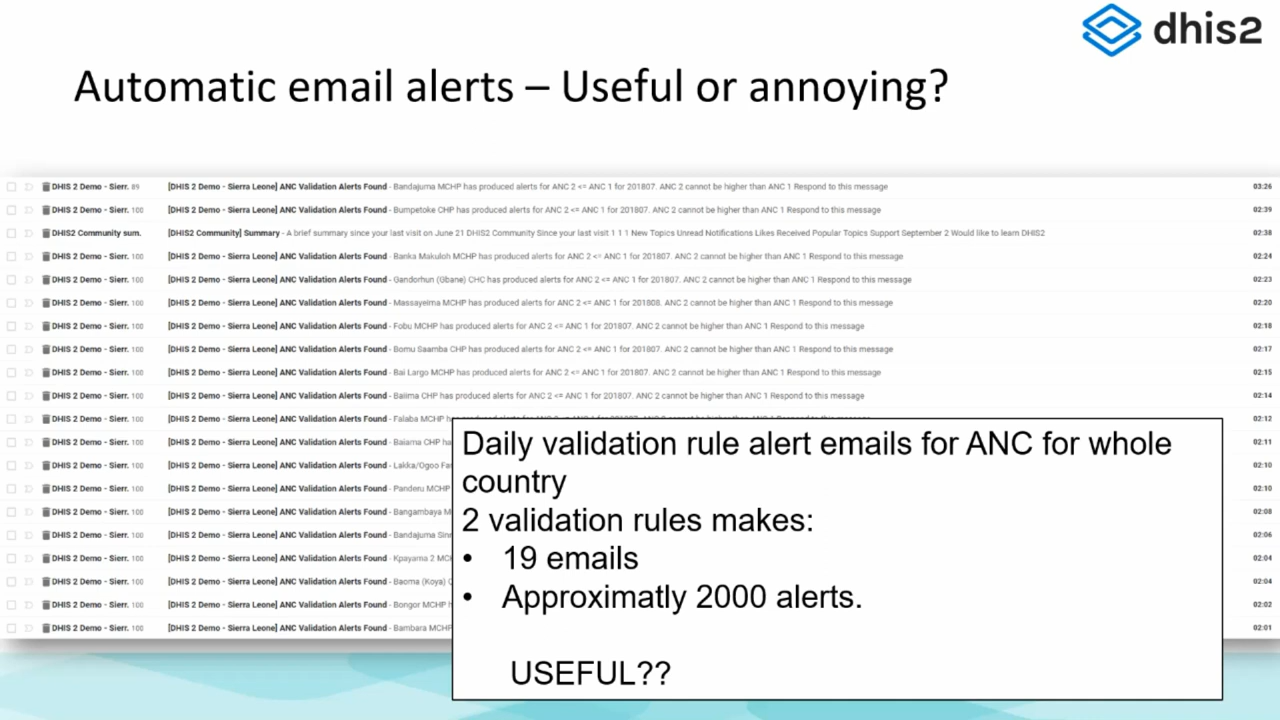 dhis2
Automatic email alerts – Useful or annoying?
DHIS 2 Demo - Sierr. 89 [DHIS 2 Demo - Sierra Leone] ANC Validation Alerts Found - Bandajuma MCHP has produced alerts for ANC 2 <= ANC 1 for 201807. ANC 2 cannot be higher than ANC 1 Respond to this message 03:26
DHIS 2 Demo - Sierr. 100 [DHIS 2 Demo - Sierra Leone] ANC Validation Alerts Found - Bumpetoke CHP has produced alerts for ANC 2 <= ANC 1 for 201807. ANC 2 cannot be higher than ANC 1 Respond to this message 02:39
DHIS2 Community sum. [DHIS2 Community] Summary - A brief summary since your last visit on June 21 DHIS2 Community Since your last visit 1 1 1 New Topics Unread Notifications Likes Received Popular Topics Support September 2 Would like to learn DHIS2 02:38
DHIS 2 Demo - Sierr. 100 [DHIS 2 Demo - Sierra Leone] ANC Validation Alerts Found - Banka Makuloh MCHP has produced alerts for ANC 2 <= ANC 1 for 201807. ANC 2 cannot be higher than ANC 1 Respond to this message 02:24
DHIS 2 Demo - Sierr. 100 [DHIS 2 Demo - Sierra Leone] ANC Validation Alerts Found - Gandorhun (Gbane) CHC has produced alerts for ANC 2 <= ANC 1 for 201807. ANC 2 cannot be higher than ANC 1 Respond to this message 02:23
DHIS 2 Demo - Sierr. 100 [DHIS 2 Demo - Sierra Leone] ANC Validation Alerts Found - Massayeima MCHP has produced alerts for ANC 2 <= ANC 1 for 201808. ANC 2 cannot be higher than ANC 1 Respond to this message 02:20
DHIS 2 Demo - Sierr. 100 [DHIS 2 Demo - Sierra Leone] ANC Validation Alerts Found - Fobu MCHP has produced alerts for ANC 2 <= ANC 1 for 201807. ANC 2 cannot be higher than ANC 1 Respond to this message 02:18
DHIS 2 Demo - Sierr. 100 [DHIS 2 Demo - Sierra Leone] ANC Validation Alerts Found - Bomu Saamba CHP has produced alerts for ANC 2 <= ANC 1 for 201807. ANC 2 cannot be higher than ANC 1 Respond to this message 02:17
DHIS 2 Demo - Sierr. 100 [DHIS 2 Demo - Sierra Leone] ANC Validation Alerts Found - Bai Largo MCHP has produced alerts for ANC 2 <= ANC 1 for 201807. ANC 2 cannot be higher than ANC 1 Respond to this message 02:15
DHIS 2 Demo - Sierr. 100 [DHIS 2 Demo - Sierra Leone] ANC Validation Alerts Found - Baiima CHP has produced alerts for ANC 2 <= ANC 1 for 201807. ANC 2 cannot be higher than ANC 1 Respond to this message 02:14
DHIS 2 Demo - Sierr. 100 [DHIS 2 Demo - Sierra Leone] ANC Validation Alerts Found - Falaba MCHP 02:12
DHIS 2 Demo - Sierr. 100 [DHIS 2 Demo - Sierra Leone] ANC Validation Alerts Found - Baiama CHP ha 02:11
DHIS 2 Demo - Sierr. 100 [DHIS 2 Demo - Sierra Leone] ANC Validation Alerts Found - Lakka/Ogoo Fa 02:10
DHIS 2 Demo - Sierr. 100 [DHIS 2 Demo - Sierra Leone] ANC Validation Alerts Found - Panderu MCHP 02:10
DHIS 2 Demo - Sierr. 100 [DHIS 2 Demo - Sierra Leone] ANC Validation Alerts Found - Bangambaya M 02:08
DHIS 2 Demo - Sierr. 100 [DHIS 2 Demo - Sierra Leone] ANC Validation Alerts Found - Bandajuma Sin 02:06
DHIS 2 Demo - Sierr. 100 [DHIS 2 Demo - Sierra Leone] ANC Validation Alerts Found - Kpayama 2 MC 02:04
DHIS 2 Demo - Sierr. 100 [DHIS 2 Demo - Sierra Leone] ANC Validation Alerts Found - Baoma (Koya) C 02:04
DHIS 2 Demo - Sierr. 100 [DHIS 2 Demo - Sierra Leone] ANC Validation Alerts Found - Bongor MCHP h 02:02
DHIS 2 Demo - Sierr. 100 [DHIS 2 Demo - Sierra Leone] ANC Validation Alerts Found - Bambara MCHP 02:01
Daily validation rule alert emails for ANC for whole
country
2 validation rules makes:
• 19 emails
• Approximatly 2000 alerts.
USEFUL??